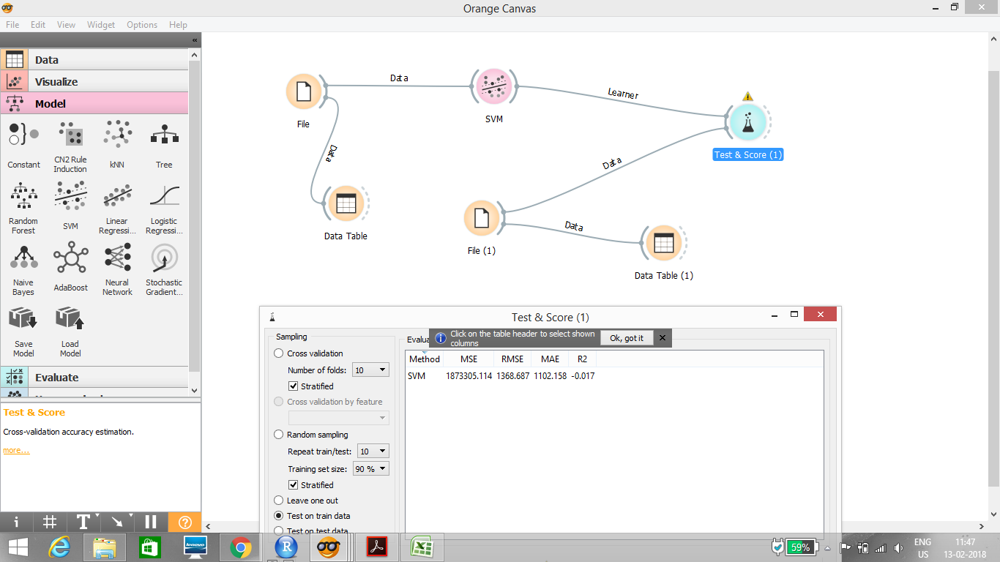 Orange Canvas
File Edit View Widget Options Help
«
Data
Visualize
Model
Constant
CN2 Rule
Induction
kNN
Tree
Random
Forest
SVM
Linear
Regressi...
Logistic
Regressi...
Naive
Bayes
AdaBoost
Neural
Network
Stochastic
Gradient...
Save
Model
Load
Model
Evaluate
Test & Score
Cross-validation accuracy estimation.
more...
File
Data
SVM
Learner
Test & Score (1)
Data
Data Table
Data
File (1)
Data
Data Table (1)
Test & Score (1)
Click on the table header to select shown
columns
Ok, got it
Sampling
Cross validation
Number of folds: 10
Stratified
Cross validation by feature
Random sampling
Repeat train/test: 10
Training set size: 90 %
Stratified
Leave one out
Test on train data
Test on test data
Evalua
Method MSE RMSE MAE R2
SVM 1873305.114 1368.687 1102.158 -0.017
lenovo
R
59%
ENG
US
11:47
13-02-2018